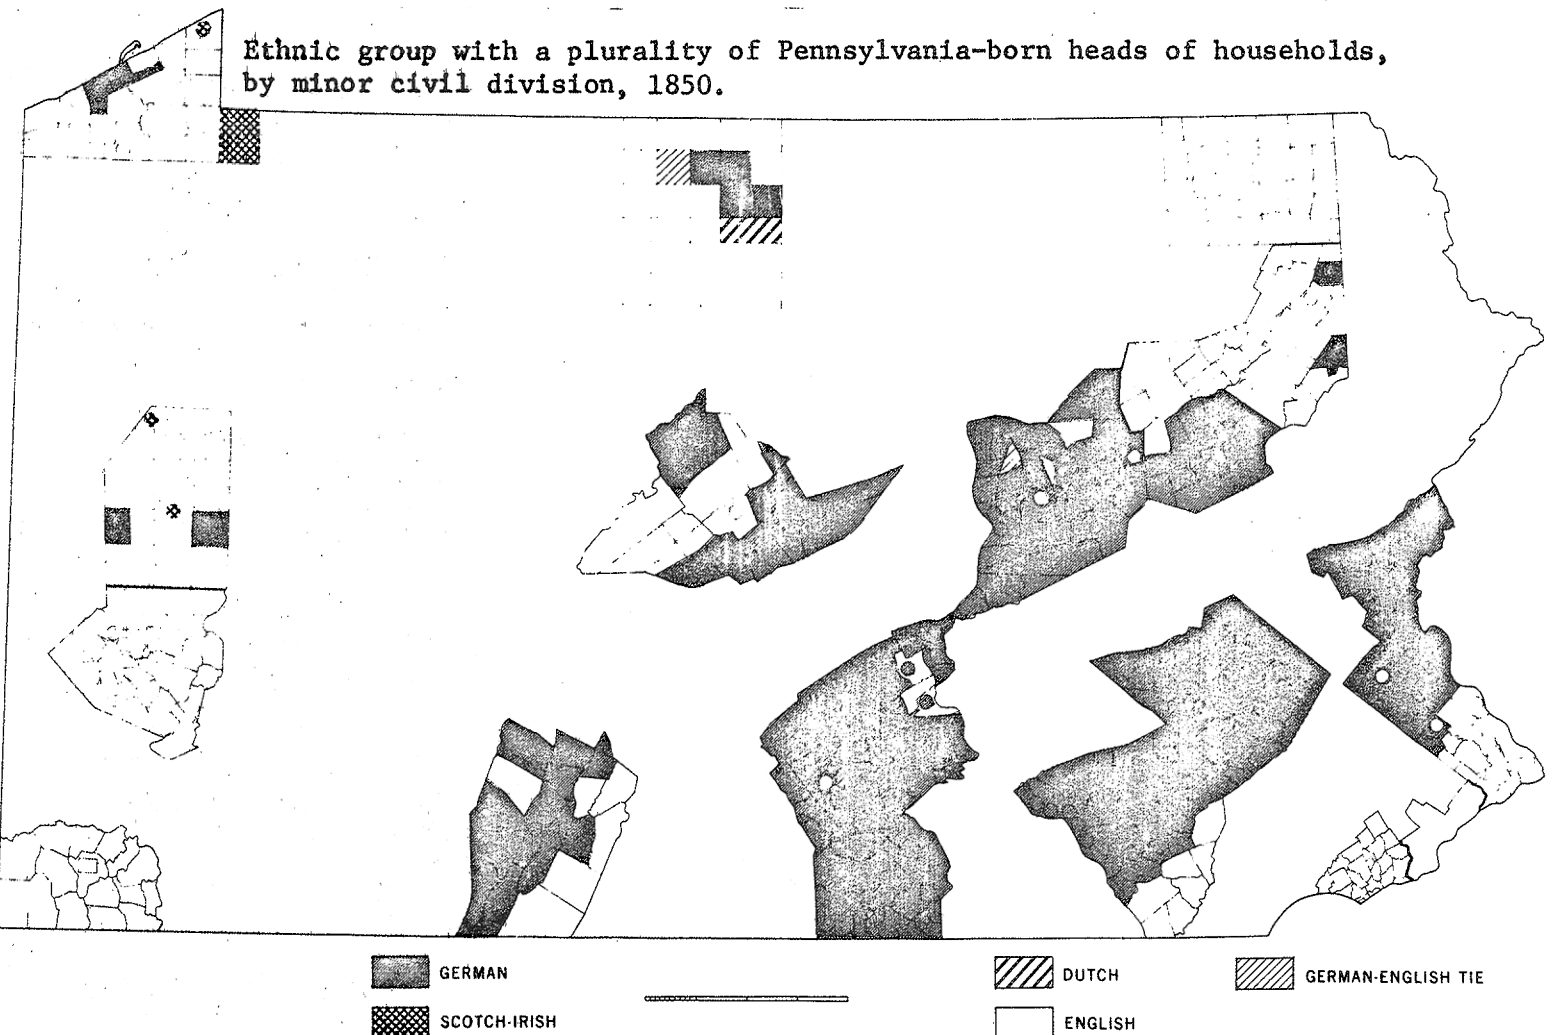 Ethnic group with a plurality of Pennsylvania-born heads of households,
by minor civil division, 1850.
GERMAN
DUTCH
GERMAN-ENGLISH TIE
SCOTCH-IRISH
ENGLISH